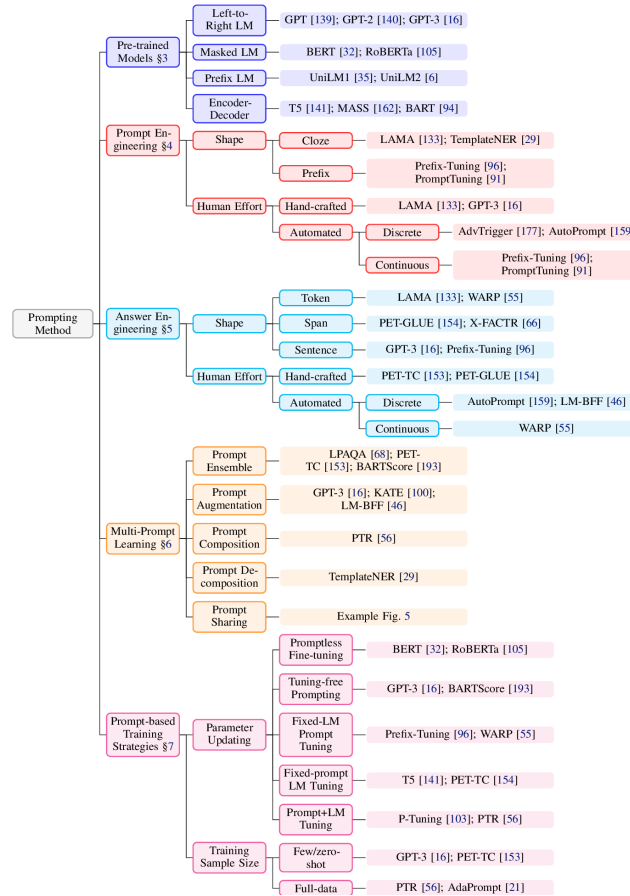 Left-to-
Right LM
GPT [139]; GPT-2 [140]; GPT-3 [16]
Pre-trained
Models §3
Masked LM
BERT [32]; RoBERTa [105]
Prefix LM
UniLM1 [35]; UniLM2 [6]
Encoder-
Decoder
T5 [141]; MASS [162]; BART [94]
Prompt En-
gineering §4
Shape
Cloze
LAMA [133]; TemplateNER [29]
Prefix
Prefix-Tuning [96];
PromptTuning [91]
Human Effort
Hand-crafted
LAMA [133]; GPT-3 [16]
Automated
Discrete
AdvTrigger [177]; AutoPrompt [159
Continuous
Prefix-Tuning [96];
PromptTuning [91]
Prompting
Method
Answer En-
gineering §5
Shape
Token
LAMA [133]; WARP [55]
Span
PET-GLUE [154]; X-FACTR [66]
Sentence
GPT-3 [16]; Prefix-Tuning [96]
Human Effort
Hand-crafted
PET-TC [153]; PET-GLUE [154]
Automated
Discrete
AutoPrompt [159]; LM-BFF [46]
Continuous
WARP [55]
Multi-Prompt
Learning §6
Prompt
Ensemble
LPAQA [68]; PET-
TC [153]; BARTScore [193]
Prompt
Augmentation
GPT-3 [16]; KATE [100];
LM-BFF [46]
Prompt
Composition
PTR [56]
Prompt De-
composition
TemplateNER [29]
Prompt
Sharing
Example Fig. 5
Prompt-based
Training
Strategies §7
Parameter
Updating
Promptless
Fine-tuning
BERT [32]; RoBERTa [105]
Tuning-free
Prompting
GPT-3 [16]; BARTScore [193]
Fixed-LM
Prompt
Tuning
Prefix-Tuning [96]; WARP [55]
Fixed-prompt
LM Tuning
T5 [141]; PET-TC [154]
Prompt+LM
Tuning
P-Tuning [103]; PTR [56]
Training
Sample Size
Few/zero-
shot
GPT-3 [16]; PET-TC [153]
Full-data
PTR [56]; AdaPrompt [21]